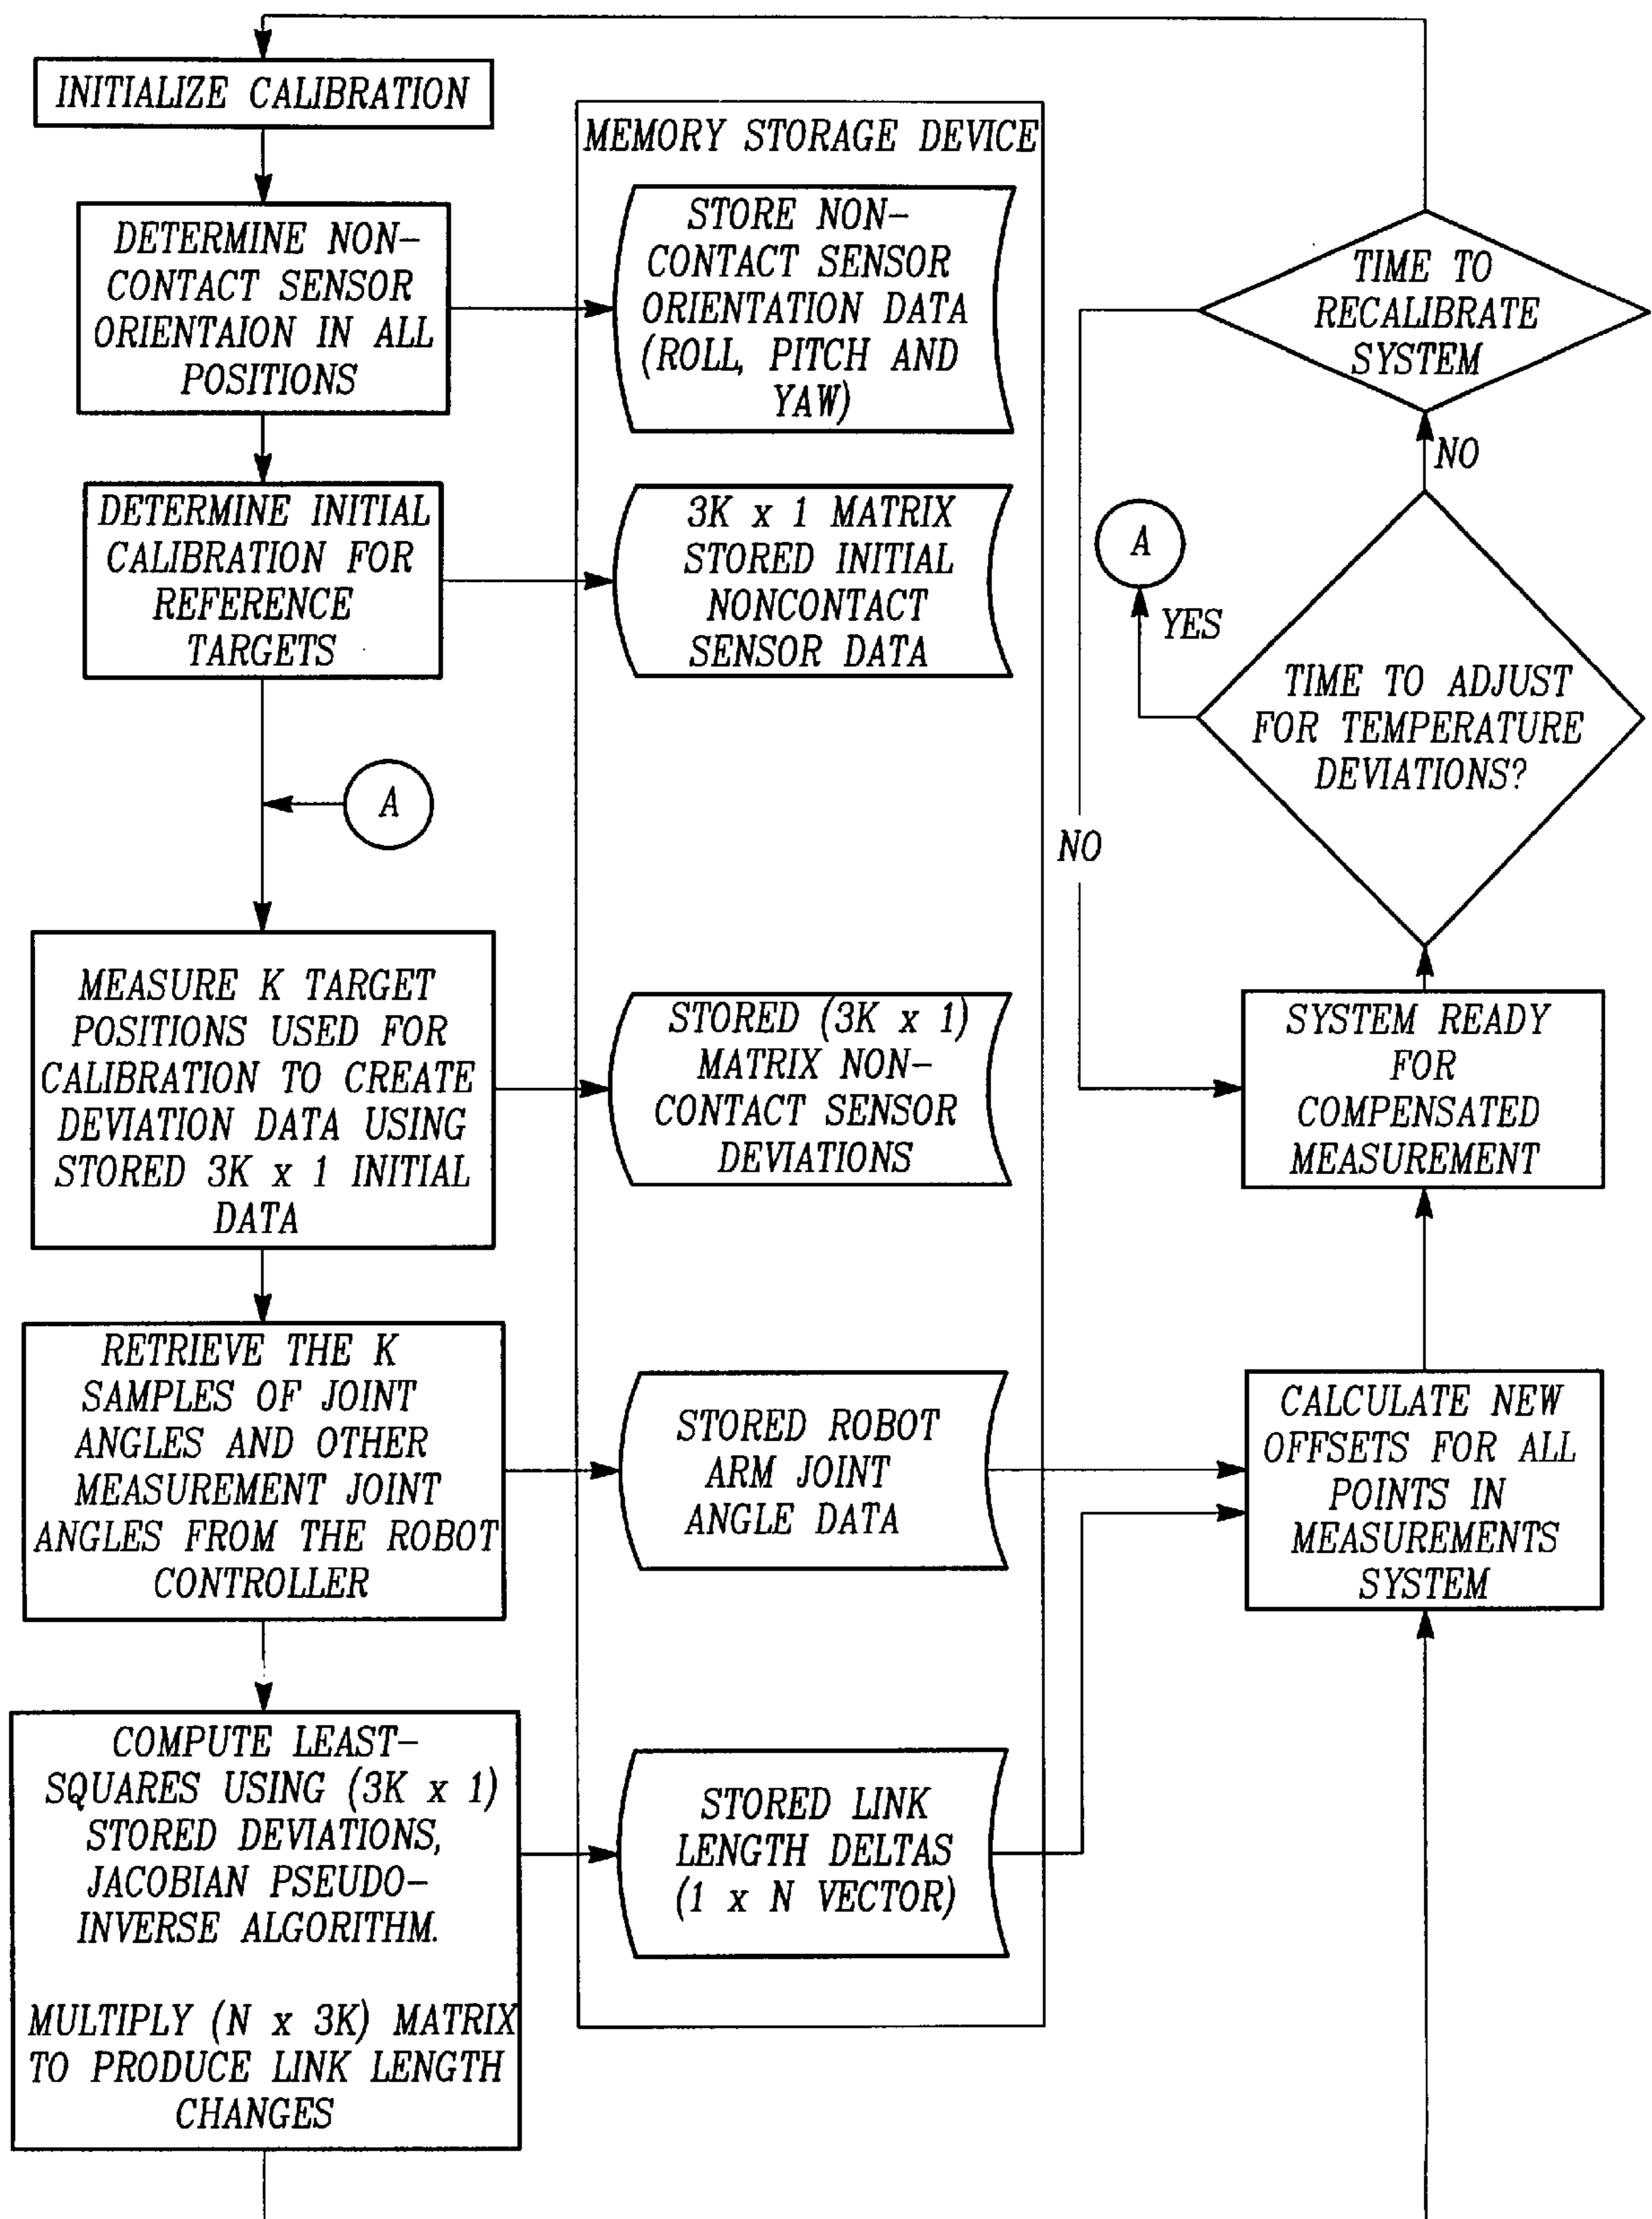 INITIALIZE CALIBRATION
DETERMINE NON-
CONTACT SENSOR
ORIENTAION IN ALL
POSITIONS
DETERMINE INITIAL
CALIBRATION FOR
REFERENCE
TARGETS
A
MEASURE K TARGET
POSITIONS USED FOR
CALIBRATION TO CREATE
DEVIATION DATA USING
STORED 3K x 1 INITIAL
DATA
RETRIEVE THE K
SAMPLES OF JOINT
ANGLES AND OTHER
MEASUREMENT JOINT
ANGLES FROM THE ROBOT
CONTROLLER
COMPUTE LEAST-
SQUARES USING (3K x 1)
STORED DEVIATIONS,
JACOBIAN PSEUDO-
INVERSE ALGORITHM.
MULTIPLY (N x 3K) MATRIX
TO PRODUCE LINK LENGTH
CHANGES
MEMORY STORAGE DEVICE
STORE NON-
CONTACT SENSOR
ORIENTATION DATA
(ROLL, PITCH AND
YAW)
3K x 1 MATRIX
STORED INITIAL
NONCONTACT
SENSOR DATA
STORED (3K x 1)
MATRIX NON-
CONTACT SENSOR
DEVIATIONS
STORED ROBOT
ARM JOINT
ANGLE DATA
STORED LINK
LENGTH DELTAS
(1 x N VECTOR)
TIME TO
RECALIBRATE
SYSTEM
NO
A
YES
TIME TO ADJUST
FOR TEMPERATURE
DEVIATIONS?
NO
SYSTEM READY
FOR
COMPENSATED
MEASUREMENT
CALCULATE NEW
OFFSETS FOR ALL
POINTS IN
MEASUREMENTS
SYSTEM